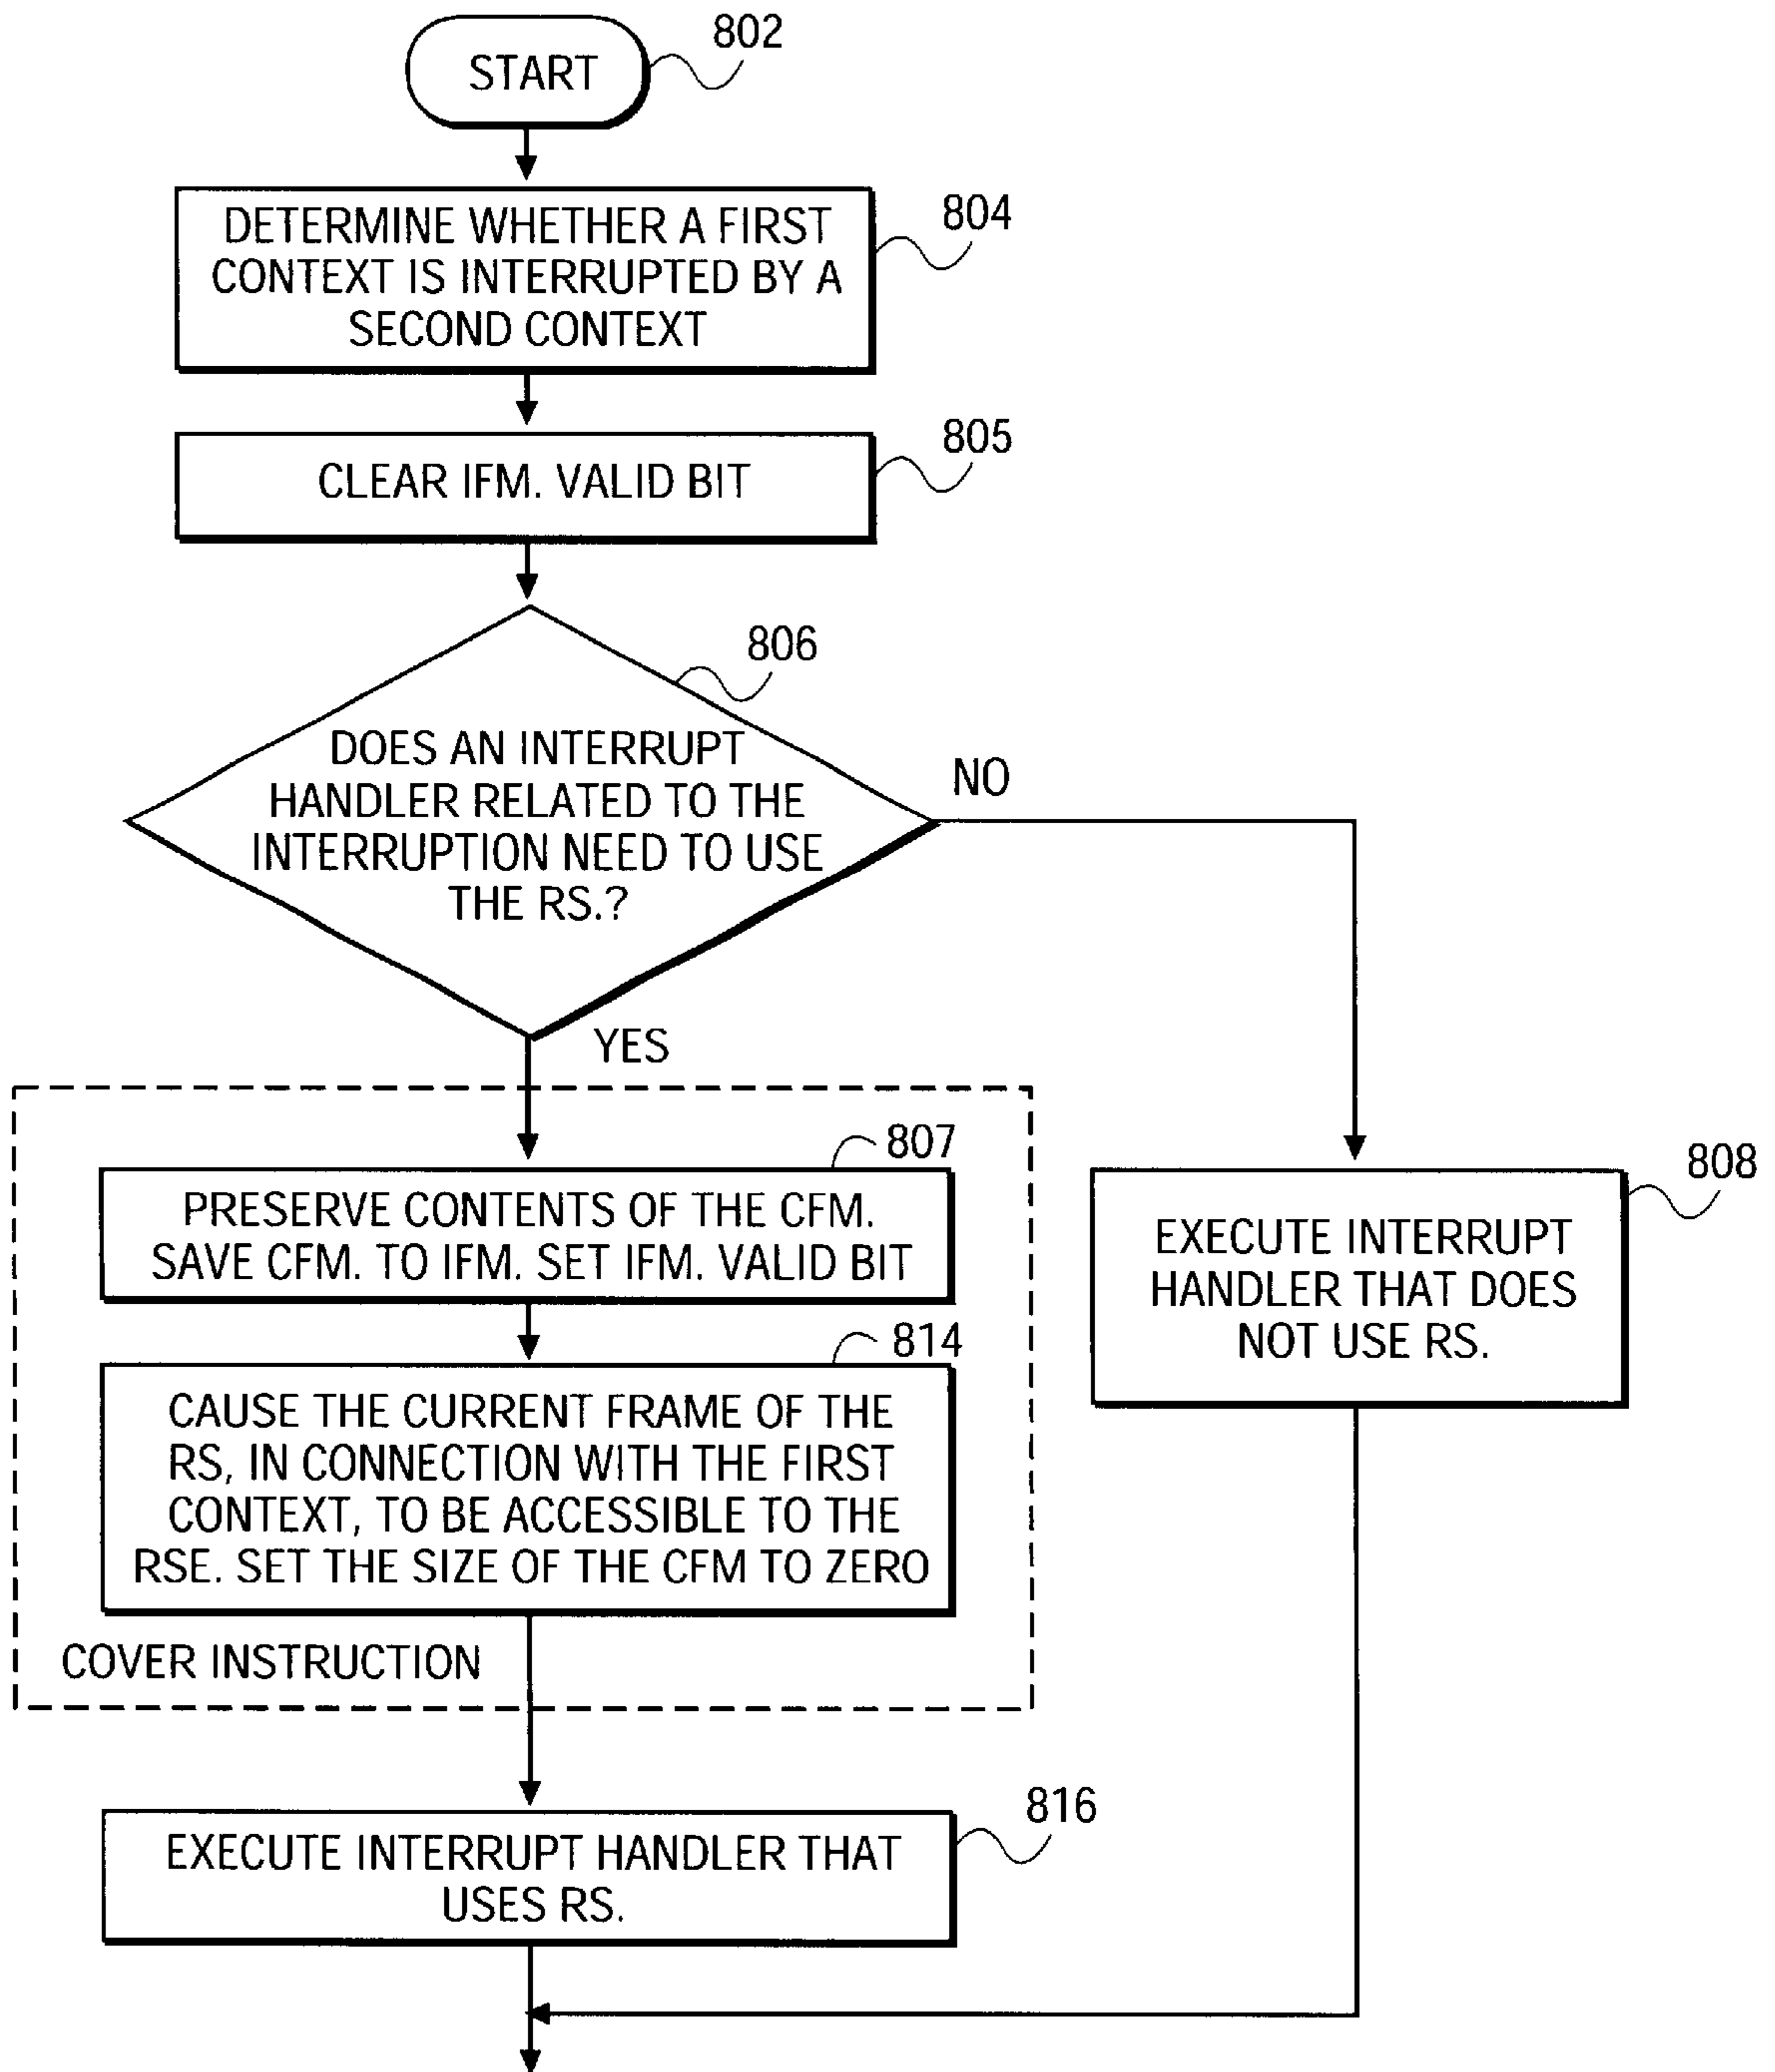 START
802
DETERMINE WHETHER A FIRST
CONTEXT IS INTERRUPTED BY A
SECOND CONTEXT
804
CLEAR IFM. VALID BIT
805
806
DOES AN INTERRUPT
HANDLER RELATED TO THE
INTERRUPTION NEED TO USE
THE RS.?
NO
YES
807
PRESERVE CONTENTS OF THE CFM.
SAVE CFM. TO IFM. SET IFM. VALID BIT
808
EXECUTE INTERRUPT
HANDLER THAT DOES
NOT USE RS.
814
CAUSE THE CURRENT FRAME OF THE
RS, IN CONNECTION WITH THE FIRST
CONTEXT, TO BE ACCESSIBLE TO THE
RSE. SET THE SIZE OF THE CFM TO ZERO
COVER INSTRUCTION
816
EXECUTE INTERRUPT HANDLER THAT
USES RS.